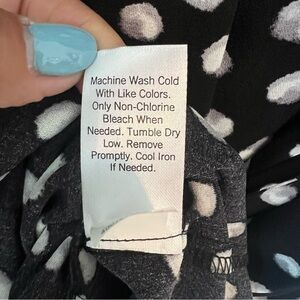 Machine Wash Cold
With Like Colors.
Only Non-Chlorine
Bleach When
Needed. Tumble Dry
Low. Remove
Promptly. Cool Iron
If Needed.